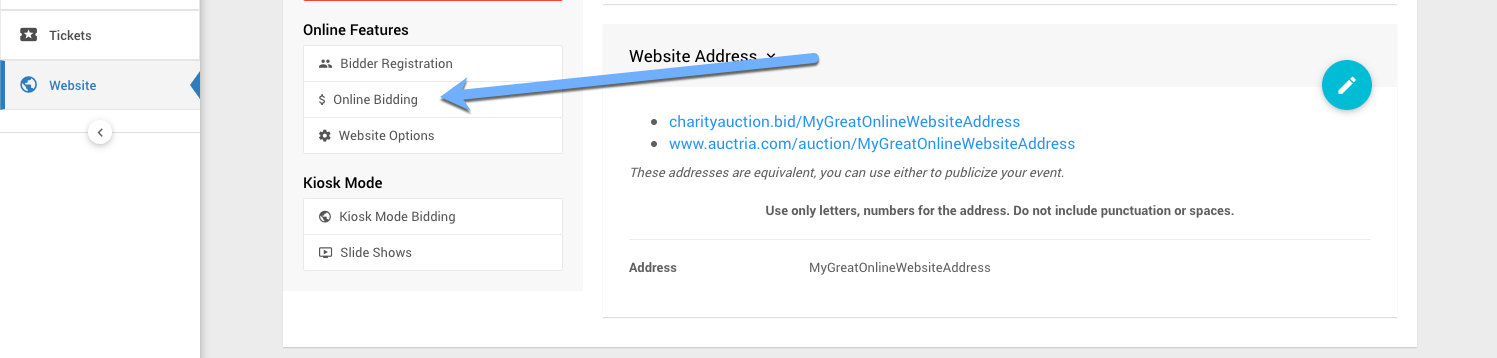 Tickets
Website
Online Features
Bidder Registration
$ Online Bidding
Website Options
Kiosk Mode
Kiosk Mode Bidding
Slide Shows
Website Address
charityauction.bid/MyGreatOnlineWebsiteAddress
www.auctria.com/auction/MyGreatOnlineWebsiteAddress
These addresses are equivalent, you can use either to publicize your event.
Use only letters, numbers for the address. Do not include punctuation or spaces.
Address MyGreatOnlineWebsiteAddress